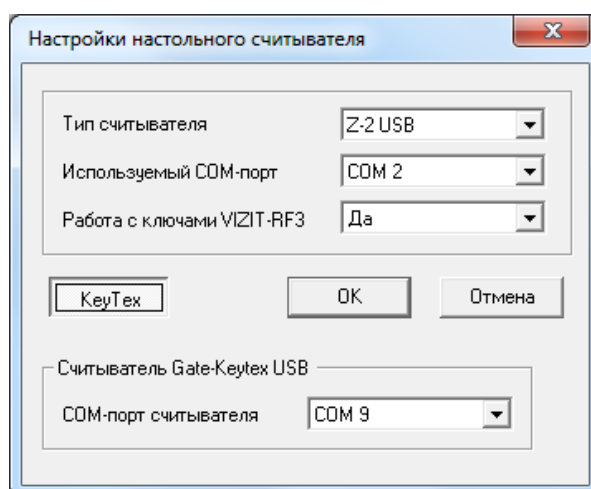 Настройки настольного считывателя
Тип считывателя Z-2 USB
Используемый COM-порт COM 2
Работа с ключами VIZIT-RF3 Да
KeyTex OK Отмена
Считыватель Gate-Keytex USB
COM-порт считывателя COM 9